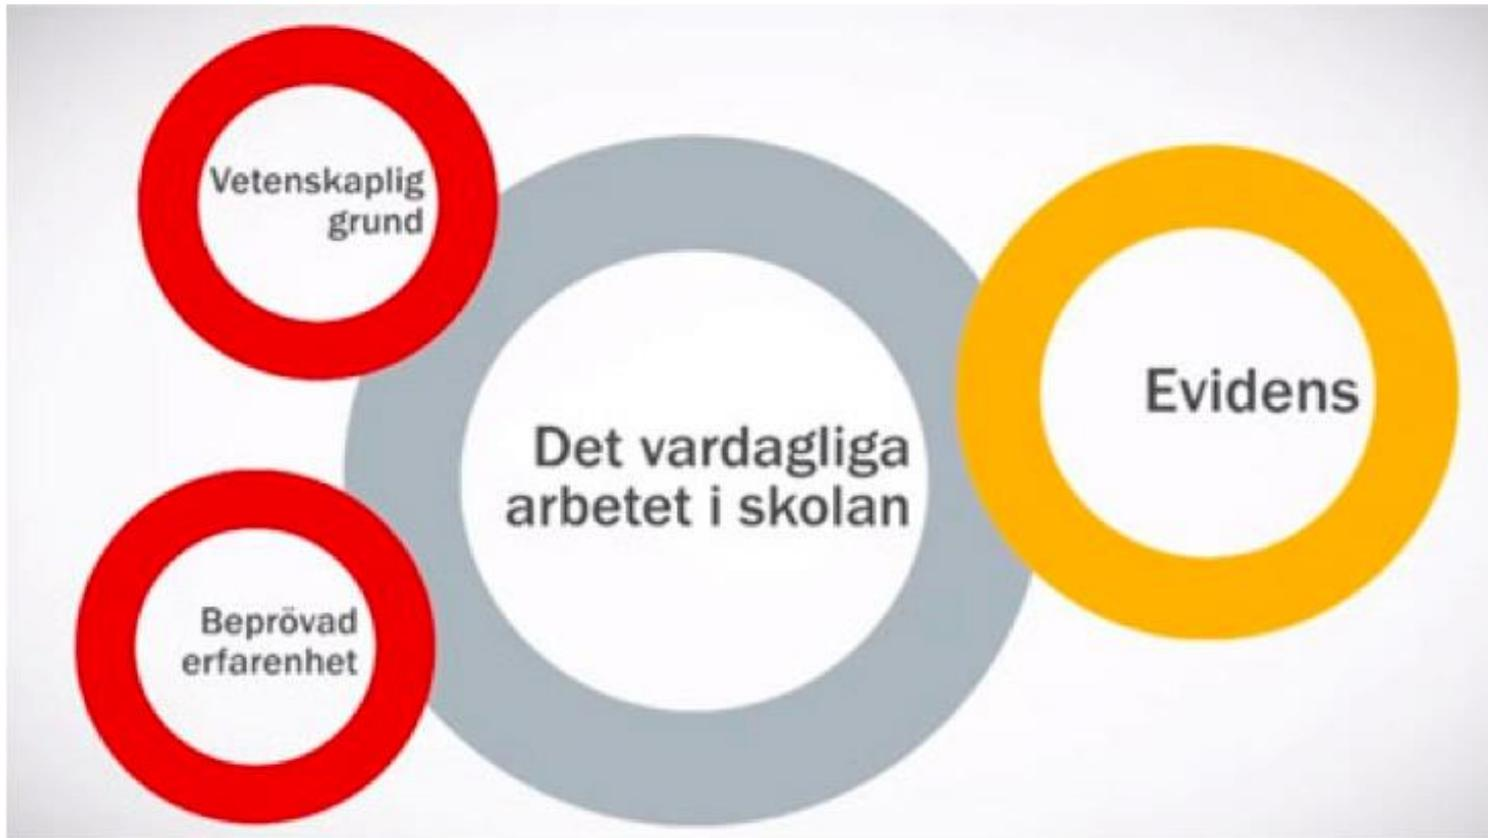 Vetenskaplig
grund
Beprövad
erfarenhet
Det vardagliga
arbetet i skolan
Evidens